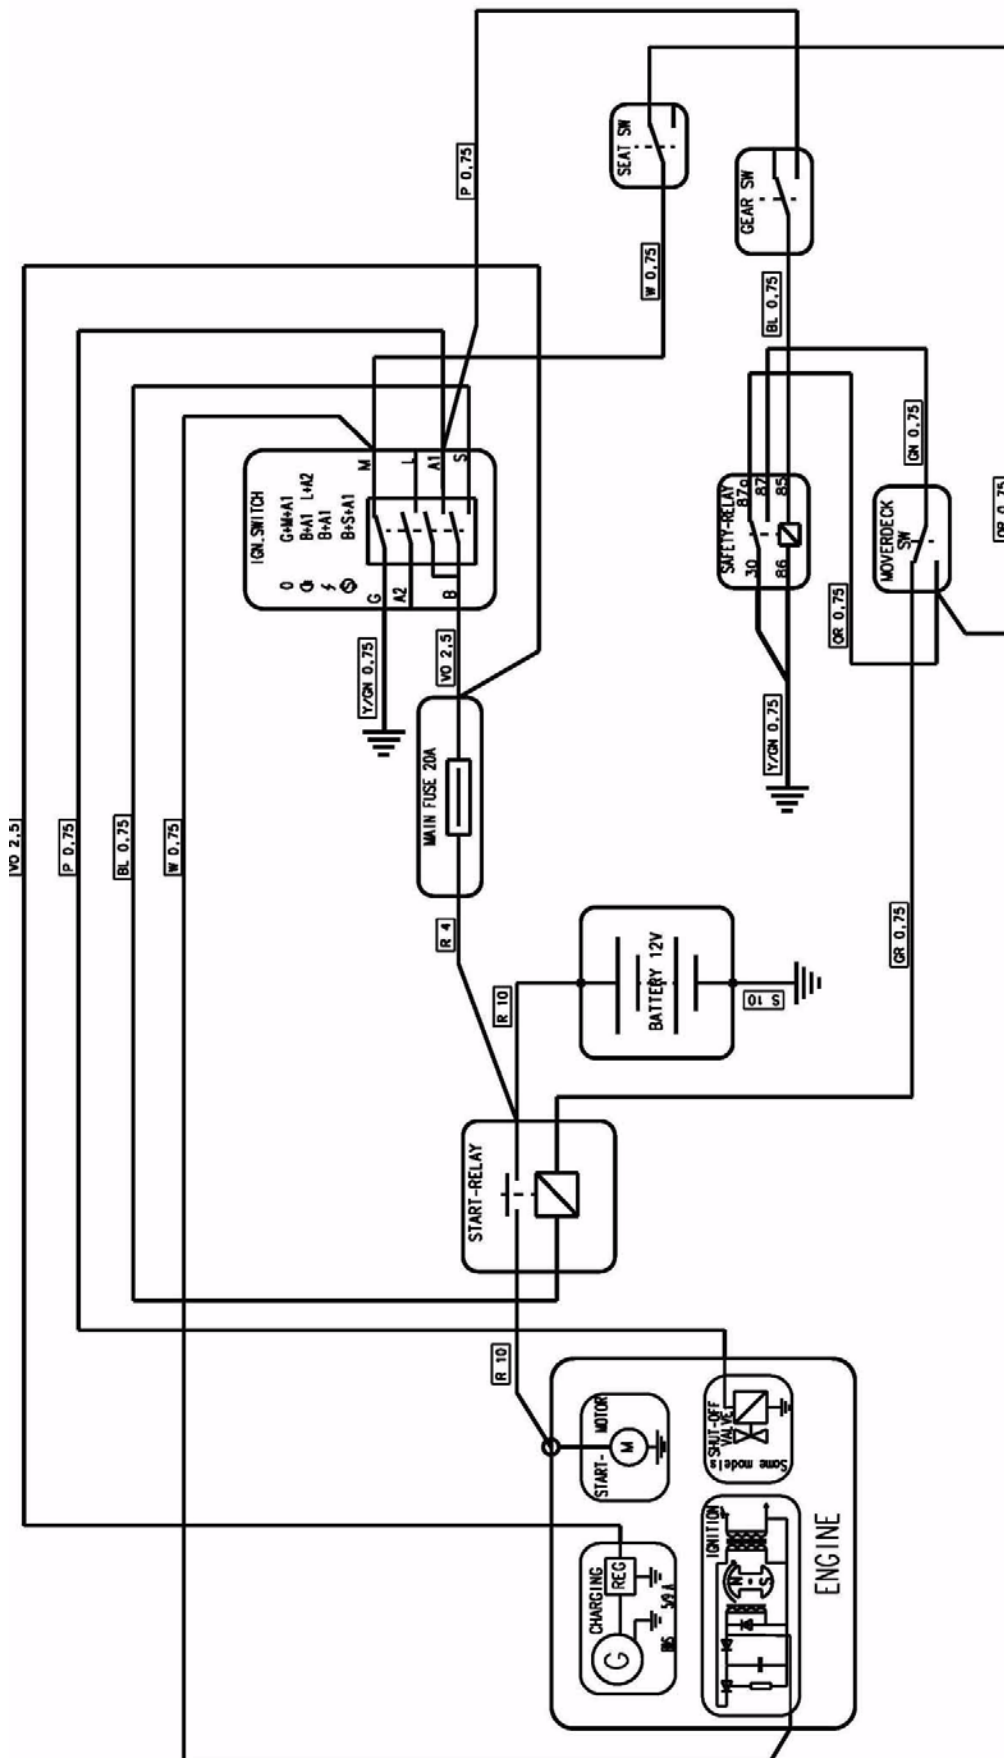 P 0,75
SEAT SW
GEAR SW
W 0,75
BL 0,75
IGN.SWITCH
O G+M+A1
B+A1 L+A2
B+A1
B+S+A1
M
L
A1
S
G
A2
B
SAFETY-RELAY
87a
87
85
30
86
GN 0,75
OR 0,75
MOVERDECK
SW
OR 0,75
Y/GN 0,75
VO 2,5
Y/GN 0,75
MAIN FUSE 20A
VO 2,5
P 0,75
BL 0,75
W 0,75
R 4
GR 0,75
R 10
BATTERY 12V
S 10
START-RELAY
R 10
START-
MOTOR
M
SHUT-OFF
VALVE
Some models
CHARGING
REG
G
IGNITION
N
S
ENGINE